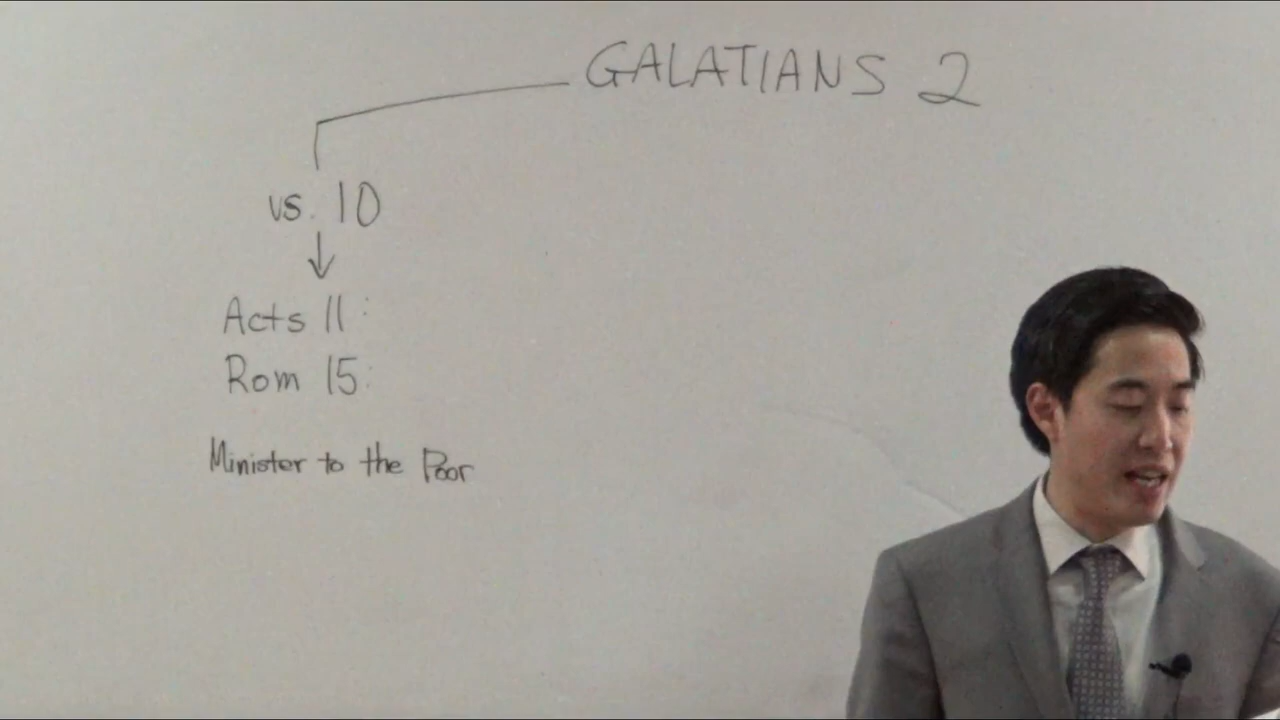 GALATIANS 2
vs. 10
Acts 11:
Rom 15:
Minister to the Poor